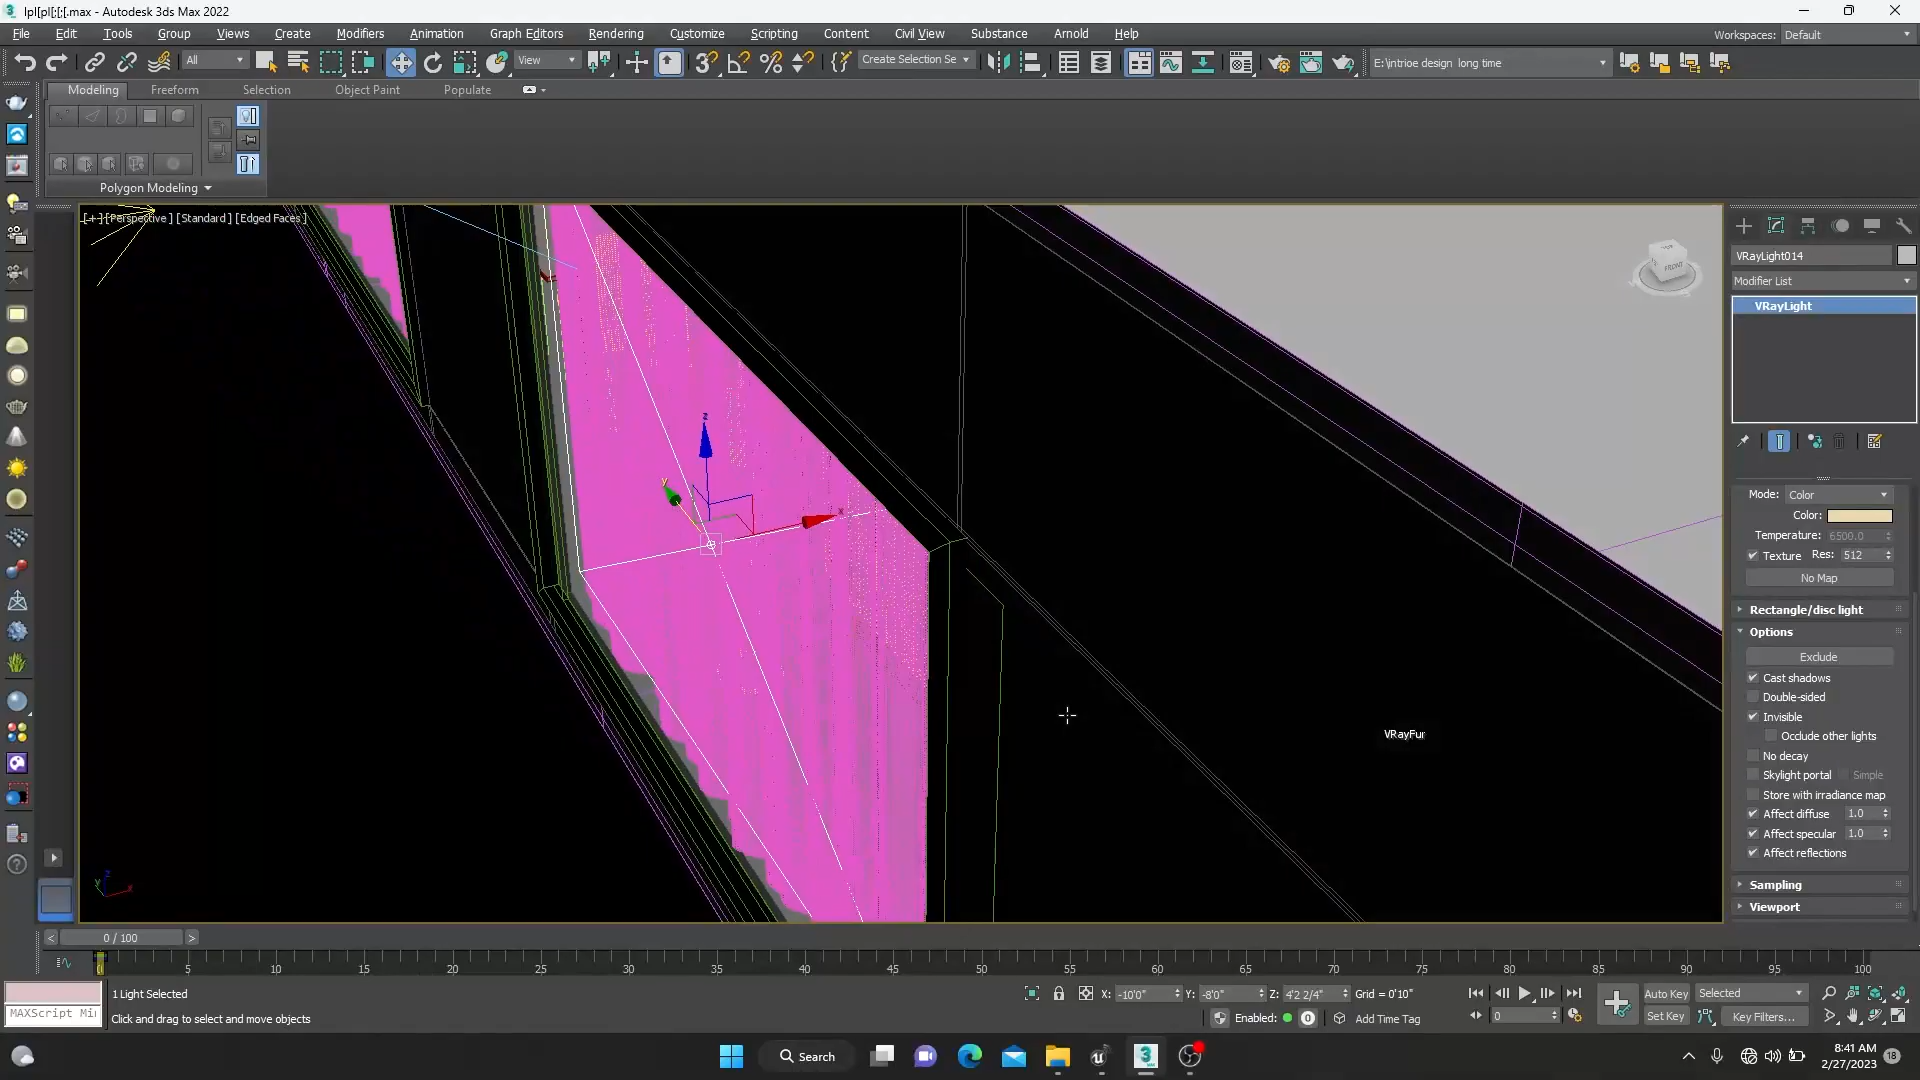 lpl[pl[;[;[.max - Autodesk 3ds Max 2022
File Edit Tools Group Views Create Modifiers Animation Graph Editors Rendering Customize Scripting Content Civil View Substance Arnold Help
Workspaces: Default
All View Create Selection Se E:\intrioe design long time
Modeling Freeform Selection Object Paint Populate
Polygon Modeling
[+] [Perspective ] [Standard ] [Edged Faces ]
FRONT
z
y
x
VRayFur
VRayLight014
Modifier List
VRayLight
Mode: Color
Color:
Temperature: 6500.0
Texture Res: 512
No Map
Rectangle/disc light
Options
Exclude
Cast shadows
Double-sided
Invisible
Occlude other lights
No decay
Skylight portal Simple
Store with irradiance map
Affect diffuse 1.0
Affect specular 1.0
Affect reflections
Sampling
Viewport
0 / 100
0 5 10 15 20 25 30 35 40 45 50 55 60 65 70 75 80 85 90 95 100
1 Light Selected
X: -10'0" Y: -8'0" Z: 4'2 2/4" Grid = 0'10"
Auto Key Selected
MAXScript Mi
Click and drag to select and move objects
Enabled: 0 Add Time Tag
0
Set Key Key Filters...
Search
8:41 AM
2/27/2023
18